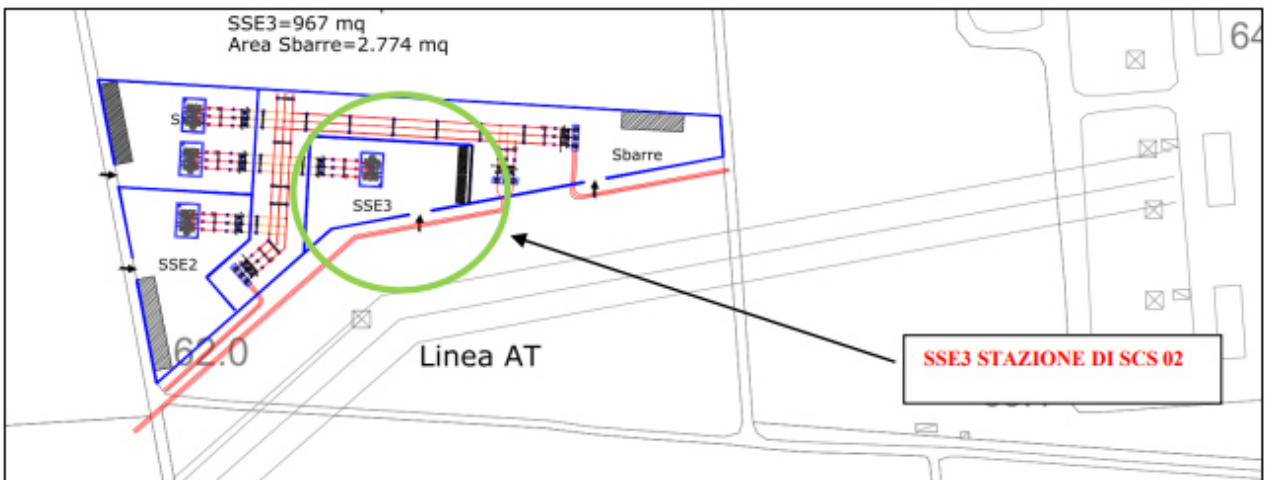 SSE3=967 mq
Area Sbarre=2.774 mq
Sbarre
SSE3
SSE2
62.0
Linea AT
SSE3 STAZIONE DI SCS 02